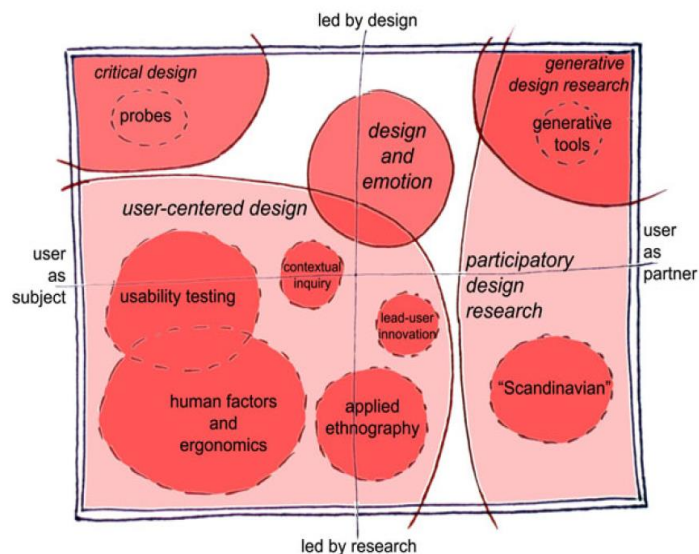 led by design
critical design
probes
generative
design research
generative
tools
design
and
emotion
user-centered design
user
as
subject
usability testing
contextual
inquiry
lead-user
innovation
participatory
design
research
user
as
partner
human factors
and
ergonomics
applied
ethnography
“Scandinavian”
led by research